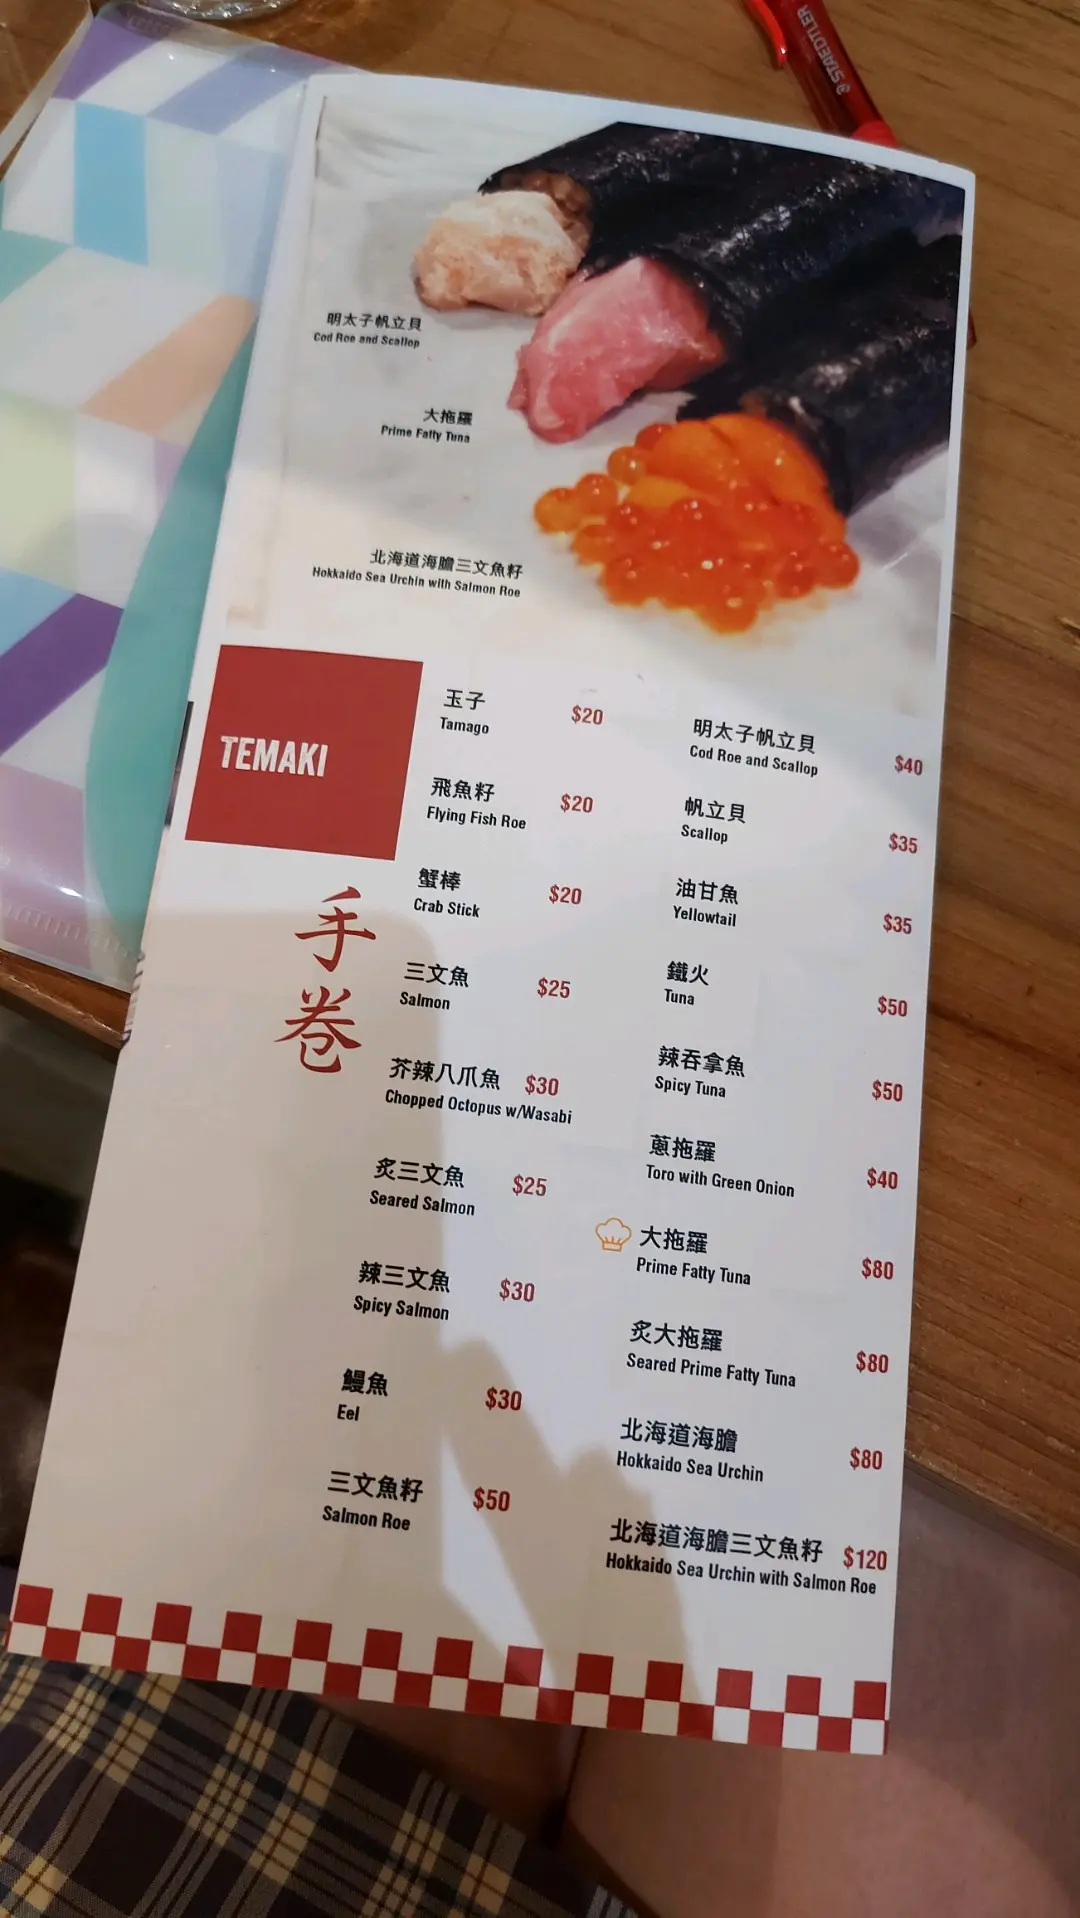 STAEDTLER
明太子帆立貝
Cod Roe and Scallop
大拖羅
Prime Fatty Tuna
北海道海膽三文魚籽
Hokkaido Sea Urchin with Salmon Roe
TEMAKI
手
卷
玉子 $20
Tamago
飛魚籽 $20
Flying Fish Roe
蟹棒 $20
Crab Stick
三文魚 $25
Salmon
芥辣八爪魚 $30
Chopped Octopus w/Wasabi
炙三文魚 $25
Seared Salmon
辣三文魚 $30
Spicy Salmon
鰻魚 $30
Eel
三文魚籽 $50
Salmon Roe
明太子帆立貝 $40
Cod Roe and Scallop
帆立貝 $35
Scallop
油甘魚 $35
Yellowtail
鐵火 $50
Tuna
辣吞拿魚 $50
Spicy Tuna
蔥拖羅 $40
Toro with Green Onion
大拖羅 $80
Prime Fatty Tuna
炙大拖羅 $80
Seared Prime Fatty Tuna
北海道海膽 $80
Hokkaido Sea Urchin
北海道海膽三文魚籽 $120
Hokkaido Sea Urchin with Salmon Roe